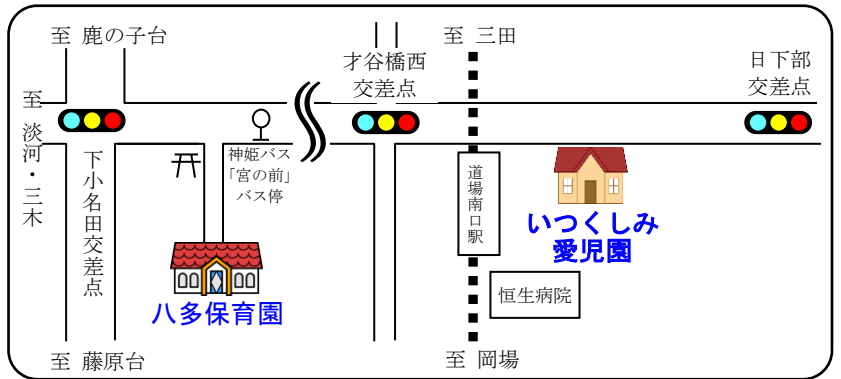 至 鹿の子台
至 三田
才谷橋西
交差点
日下部
交差点
至 淡河・三木
下小名田交差点
神姫バス
「宮の前」
バス停
道場南口駅
いつくしみ
愛児園
八多保育園
恒生病院
至 藤原台
至 岡場